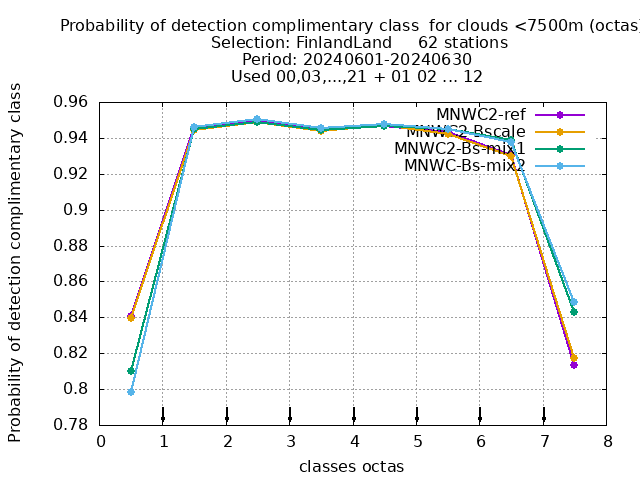 Probability of detection complimentary class for clouds <7500m (octas)
Selection: FinlandLand 62 stations
Period: 20240601-20240630
Used 00,03,...,21 + 01 02 ... 12
MNWC2-ref
MNWC2-Bscale
MNWC2-Bs-mix1
MNWC-Bs-mix2
Probability of detection complimentary class
0.96
0.94
0.92
0.9
0.88
0.86
0.84
0.82
0.8
0.78
0 1 2 3 4 5 6 7 8
classes octas